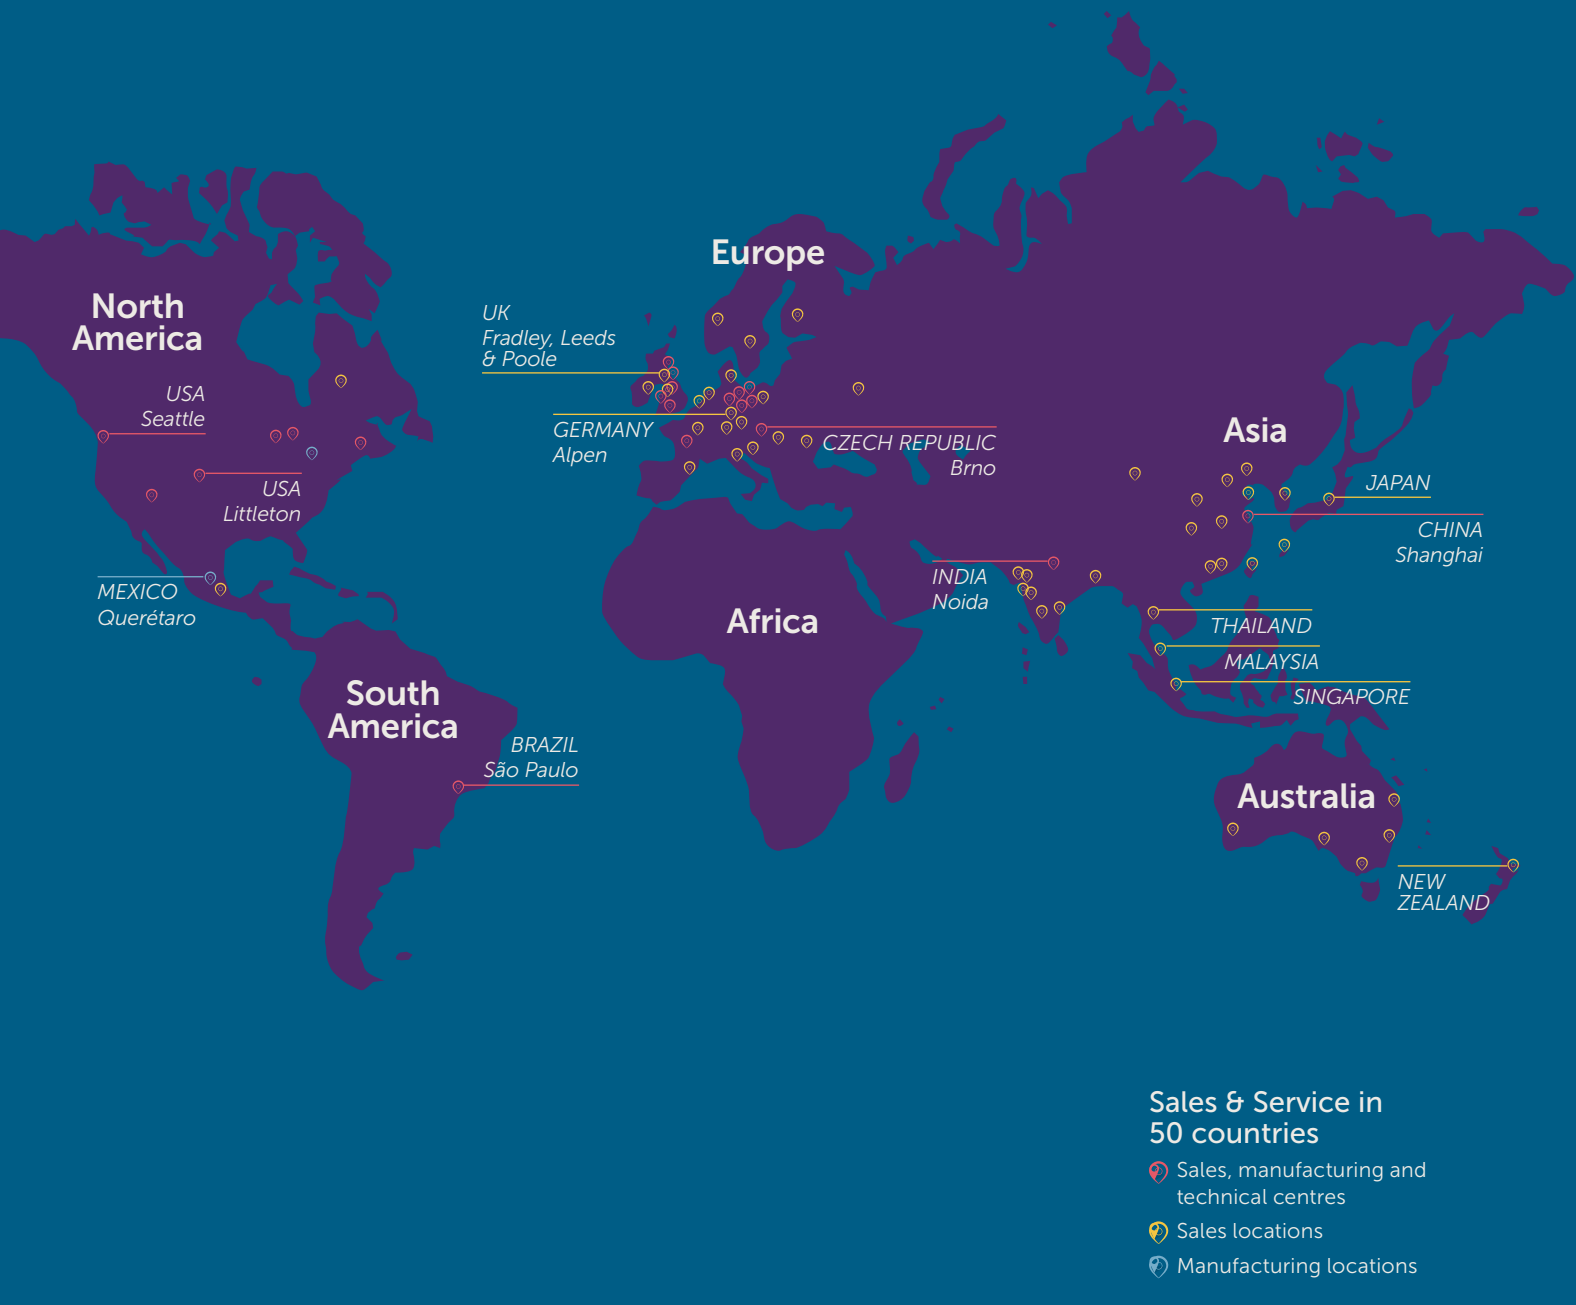 North
America
USA
Seattle
USA
Littleton
MEXICO
Querétaro
South
America
BRAZIL
São Paulo
Europe
UK
Fradley, Leeds
& Poole
GERMANY
Alpen
CZECH REPUBLIC
Brno
Africa
Asia
JAPAN
CHINA
Shanghai
INDIA
Noida
THAILAND
MALAYSIA
SINGAPORE
Australia
NEW
ZEALAND
Sales & Service in
50 countries
Sales, manufacturing and
technical centres
Sales locations
Manufacturing locations